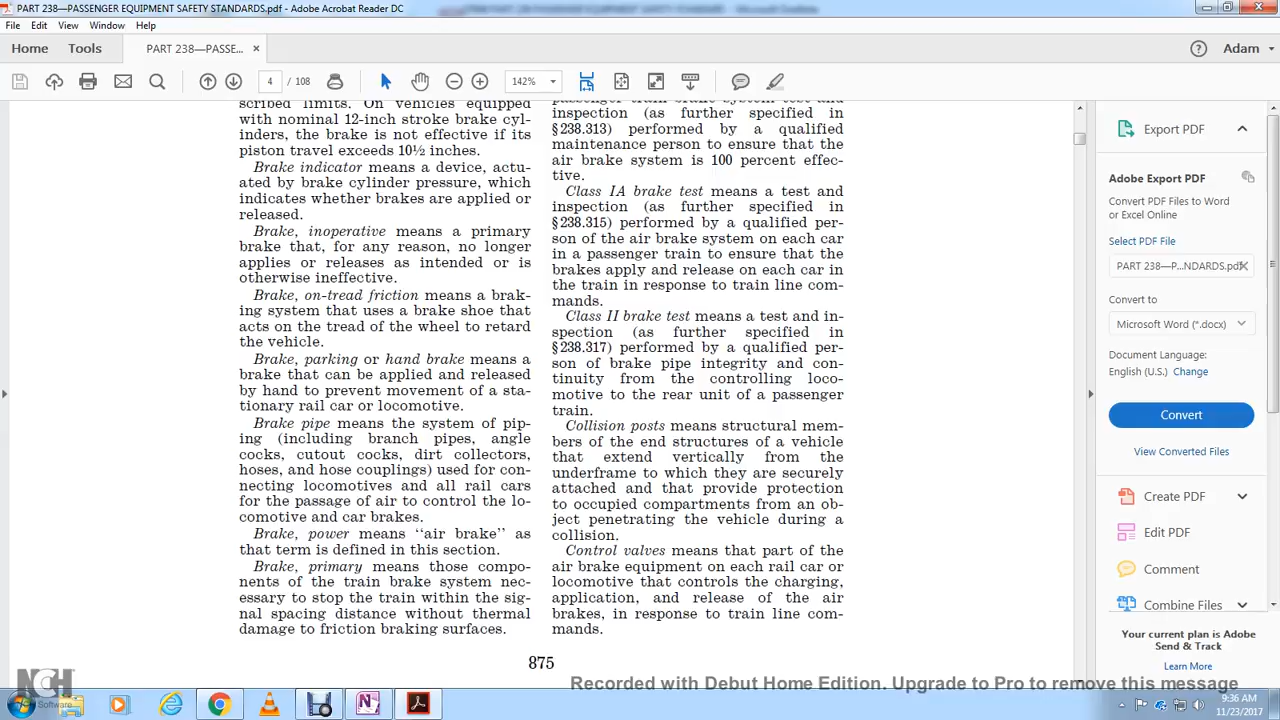 PART 238—PASSENGER EQUIPMENT SAFETY STANDARDS.pdf - Adobe Acrobat Reader DC
File Edit View Window Help
Home Tools PART 238—PASSE... × Adam
4 / 108 142%
scribed limits. On vehicles equipped
with nominal 12-inch stroke brake cyl-
inders, the brake is not effective if its
piston travel exceeds 10½ inches.
Brake indicator means a device, actu-
ated by brake cylinder pressure, which
indicates whether brakes are applied or
released.
Brake, inoperative means a primary
brake that, for any reason, no longer
applies or releases as intended or is
otherwise ineffective.
Brake, on-tread friction means a brak-
ing system that uses a brake shoe that
acts on the tread of the wheel to retard
the vehicle.
Brake, parking or hand brake means a
brake that can be applied and released
by hand to prevent movement of a sta-
tionary rail car or locomotive.
Brake pipe means the system of pip-
ing (including branch pipes, angle
cocks, cutout cocks, dirt collectors,
hoses, and hose couplings) used for con-
necting locomotives and all rail cars
for the passage of air to control the lo-
comotive and car brakes.
Brake, power means ‘‘air brake’’ as
that term is defined in this section.
Brake, primary means those compo-
nents of the train brake system nec-
essary to stop the train within the sig-
nal spacing distance without thermal
damage to friction braking surfaces.
passenger train brake system test and
inspection (as further specified in
§238.313) performed by a qualified
maintenance person to ensure that the
air brake system is 100 percent effec-
tive.
Class IA brake test means a test and
inspection (as further specified in
§238.315) performed by a qualified per-
son of the air brake system on each car
in a passenger train to ensure that the
brakes apply and release on each car in
the train in response to train line com-
mands.
Class II brake test means a test and in-
spection (as further specified in
§238.317) performed by a qualified per-
son of brake pipe integrity and con-
tinuity from the controlling loco-
motive to the rear unit of a passenger
train.
Collision posts means structural mem-
bers of the end structures of a vehicle
that extend vertically from the
underframe to which they are securely
attached and that provide protection
to occupied compartments from an ob-
ject penetrating the vehicle during a
collision.
Control valves means that part of the
air brake equipment on each rail car or
locomotive that controls the charging,
application, and release of the air
brakes, in response to train line com-
mands.
875
Export PDF
Adobe Export PDF
Convert PDF Files to Word
or Excel Online
Select PDF File
PART 238—P...NDARDS.pdf
Convert to
Microsoft Word (*.docx)
Document Language:
English (U.S.) Change
Convert
View Converted Files
Create PDF
Edit PDF
Comment
Combine Files
Your current plan is Adobe
Send & Track
Learn More
NCH
Software
Recorded with Debut Home Edition. Upgrade to Pro to remove this message
9:36 AM
11/23/2017